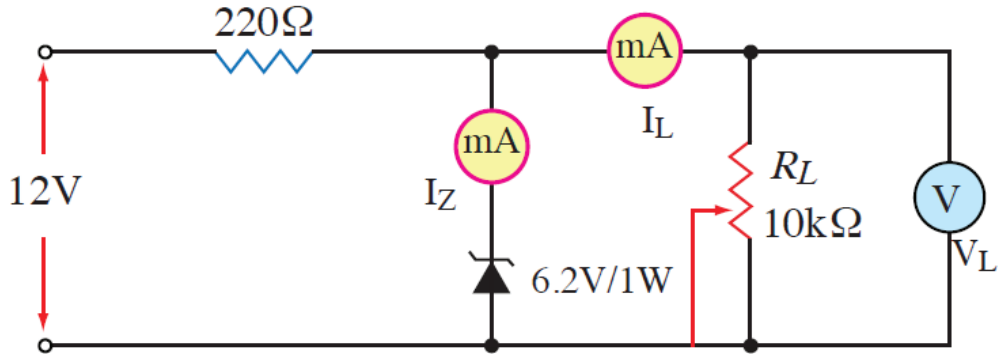 220Ω
mA
I_L
mA
I_Z
12V
R_L
10kΩ
V
V_L
6.2V/1W